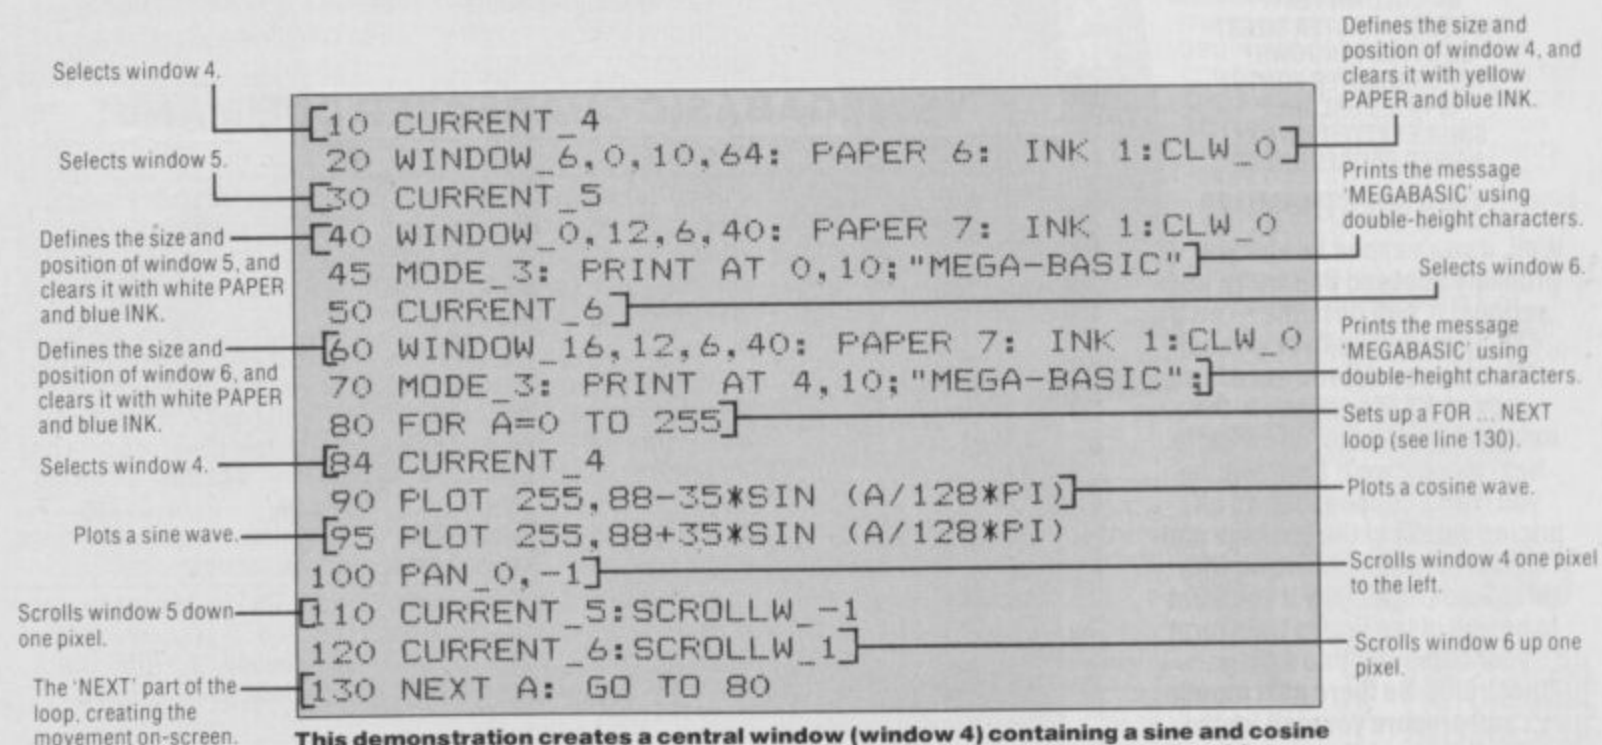 Selects window 4.
Selects window 5.
Defines the size and
position of window 5, and
clears it with white PAPER
and blue INK.
Defines the size and
position of window 6, and
clears it with white PAPER
and blue INK.
Selects window 4.
Plots a sine wave.
Scrolls window 5 down
one pixel.
The 'NEXT' part of the
loop, creating the
movement on-screen.
10 CURRENT_4
20 WINDOW_6,0,10,64: PAPER 6: INK 1:CLW_0
30 CURRENT_5
40 WINDOW_0,12,6,40: PAPER 7: INK 1:CLW_0
45 MODE_3: PRINT AT 0,10;"MEGA-BASIC"
50 CURRENT_6
60 WINDOW_16,12,6,40: PAPER 7: INK 1:CLW_0
70 MODE_3: PRINT AT 4,10;"MEGA-BASIC";
80 FOR A=0 TO 255
84 CURRENT_4
90 PLOT 255,88-35*SIN (A/128*PI)
95 PLOT 255,88+35*SIN (A/128*PI)
100 PAN_0,-1
110 CURRENT_5:SCROLLW_-1
120 CURRENT_6:SCROLLW_1
130 NEXT A: GO TO 80
Defines the size and
position of window 4, and
clears it with yellow
PAPER and blue INK.
Prints the message
'MEGABASIC' using
double-height characters.
Selects window 6.
Prints the message
'MEGABASIC' using
double-height characters.
Sets up a FOR ... NEXT
loop (see line 130).
Plots a cosine wave.
Scrolls window 4 one pixel
to the left.
Scrolls window 6 up one
pixel.
This demonstration creates a central window (window 4) containing a sine and cosine